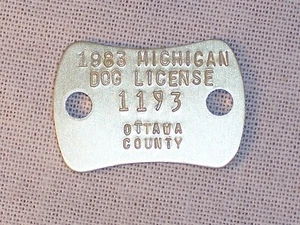 1983 MICHIGAN
DOG LICENSE
1193
OTTAWA
COUNTY